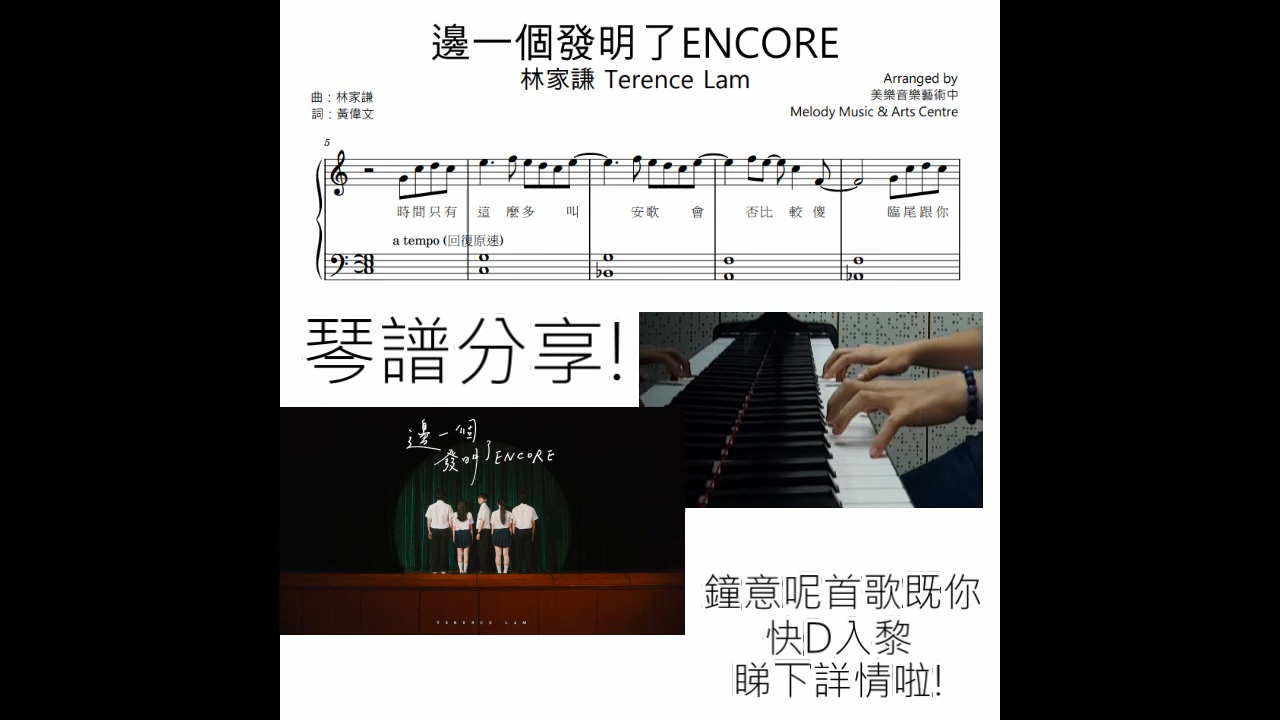 邊一個發明了ENCORE
林家謙 Terence Lam
曲：林家謙
詞：黃偉文
Arranged by
美樂音樂藝術中
Melody Music & Arts Centre
5
時間只有 這 麼多 叫 安歌 會 否比 較 傻 臨尾跟你
a tempo (回復原速)
琴譜分享!
邊一個
發明了ENCORE
TERENCE LAM
鐘意呢首歌既你
快D入黎
睇下詳情啦!